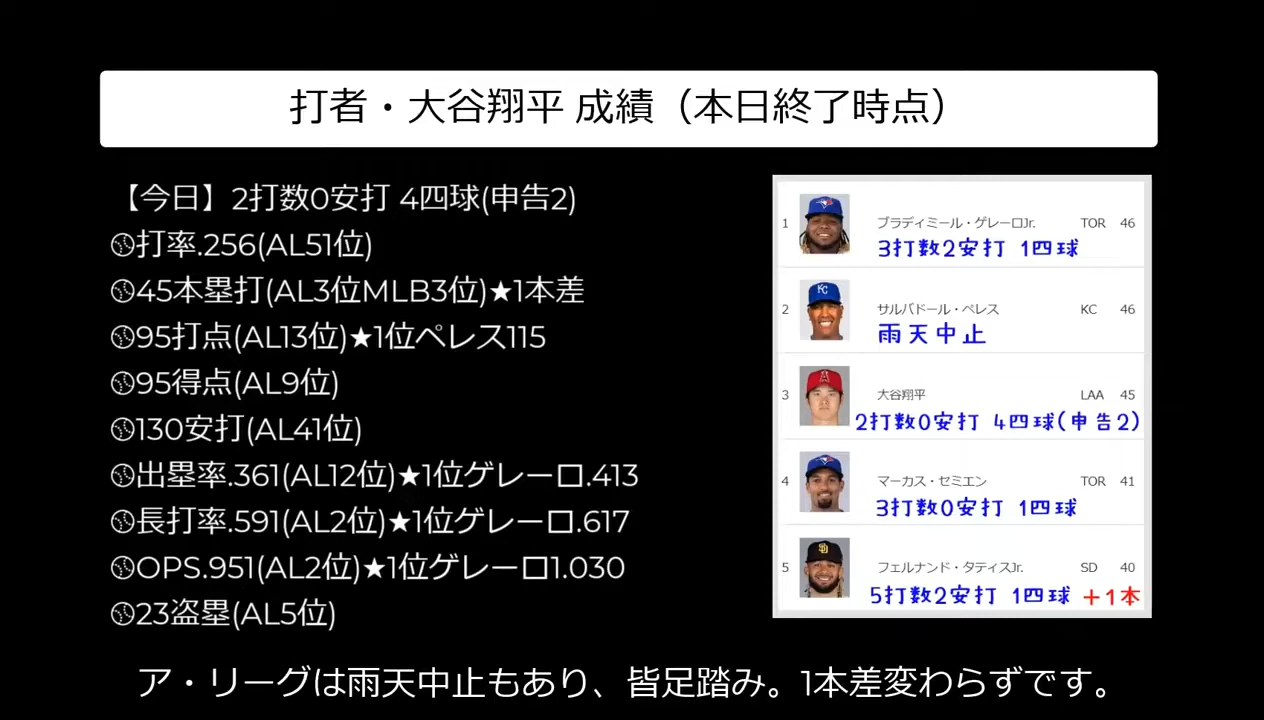 打者・大谷翔平 成績（本日終了時点）
【今日】2打数0安打 4四球(申告2)
打率.256(AL51位)
45本塁打(AL3位MLB3位)★1本差
95打点(AL13位)★1位ペレス115
95得点(AL9位)
130安打(AL41位)
出塁率.361(AL12位)★1位ゲレーロ.413
長打率.591(AL2位)★1位ゲレーロ.617
OPS.951(AL2位)★1位ゲレーロ1.030
23盗塁(AL5位)
1 ブラディミール・ゲレーロJr. TOR 46
3打数2安打 1四球
2 サルバドール・ペレス KC 46
雨天中止
3 大谷翔平 LAA 45
2打数0安打 4四球(申告2)
4 マーカス・セミエン TOR 41
3打数0安打 1四球
5 フェルナンド・タティスJr. SD 40
5打数2安打 1四球 +1本
ア・リーグは雨天中止もあり、皆足踏み。1本差変わらずです。